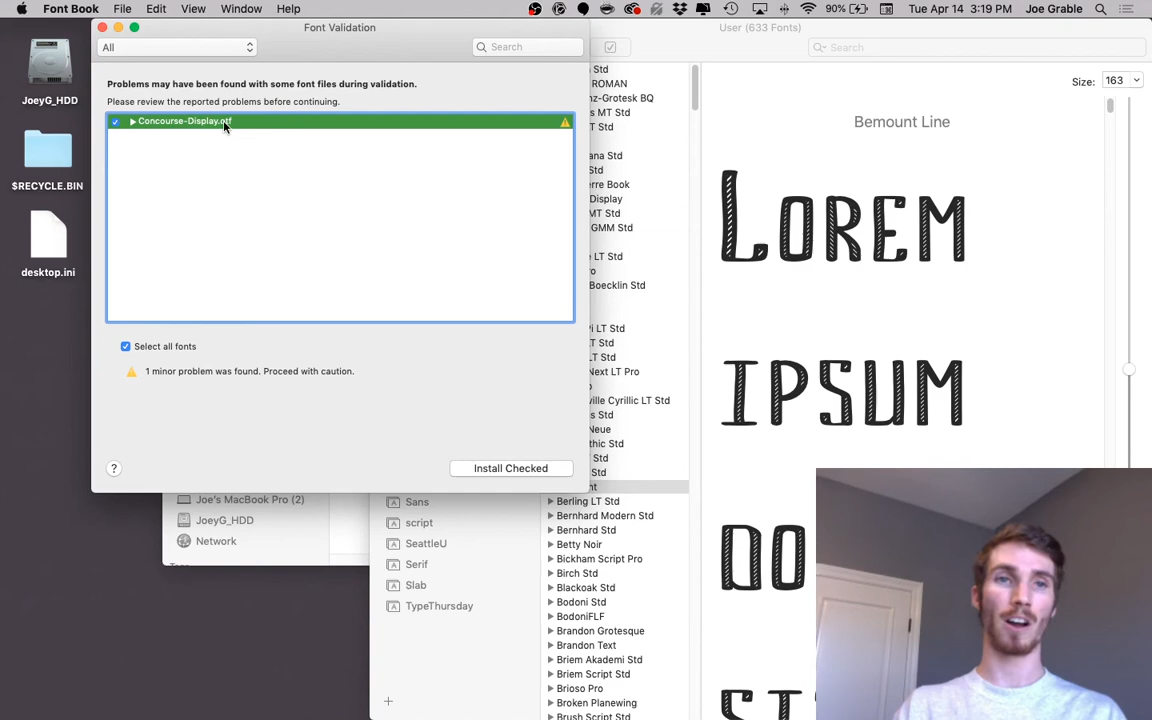 Font Book File Edit View Window Help
90% Tue Apr 14 3:19 PM Joe Grable
Font Validation
All
Search
Problems may have been found with some font files during validation.
Please review the reported problems before continuing.
Concourse-Display.otf
Select all fonts
1 minor problem was found. Proceed with caution.
?
Install Checked
JoeyG_HDD
$RECYCLE.BIN
desktop.ini
User (633 Fonts)
Search
Size: 163
Std
ROMAN
nz-Grotesk BQ
MT Std
T Std
ana Std
Std
erre Book
Display
MT Std
GMM Std
e LT Std
ro
Boecklin Std
i LT Std
T Std
LT Std
Next LT Pro
ville Cyrillic LT Std
s Std
Neue
thic Std
Std
Std
nt
Berling LT Std
Bernhard Modern Std
Bernhard Std
Betty Noir
Bickham Script Pro
Birch Std
Blackoak Std
Bodoni Std
BodoniFLF
Brandon Grotesque
Brandon Text
Briem Akademi Std
Briem Script Std
Brioso Pro
Broken Planewing
Brush Script Std
Joe's MacBook Pro (2)
JoeyG_HDD
Network
Sans
script
SeattleU
Serif
Slab
TypeThursday
+
Bemount Line
Lorem
ipsum
do